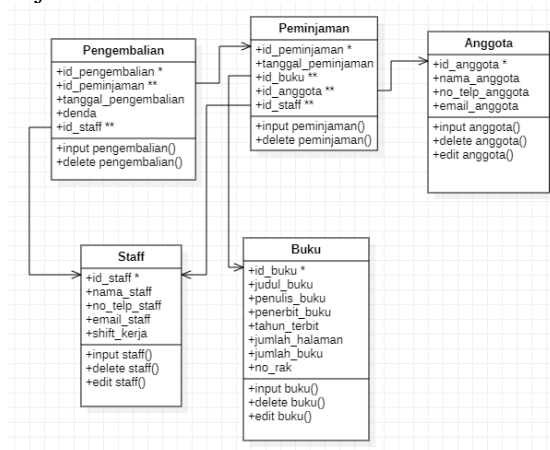 Pengembalian
+id_pengembalian *
+id_peminjaman **
+tanggal_pengembalian
+denda
+id_staff **
+input pengembalian()
+delete pengembalian()
Peminjaman
+id_peminjaman *
+tanggal_peminjaman
+id_buku **
+id_anggota **
+id_staff **
+input peminjaman()
+delete peminjaman()
Anggota
+id_anggota *
+nama_anggota
+no_telp_anggota
+email_anggota
+input anggota()
+delete anggota()
+edit anggota()
Staff
+id_staff *
+nama_staff
+no_telp_staff
+email_staff
+shift_kerja
+input staff()
+delete staff()
+edit staff()
Buku
+id_buku *
+judul_buku
+penulis_buku
+penerbit_buku
+tahun_terbit
+jumlah_halaman
+jumlah_buku
+no_rak
+input buku()
+delete buku()
+edit buku()